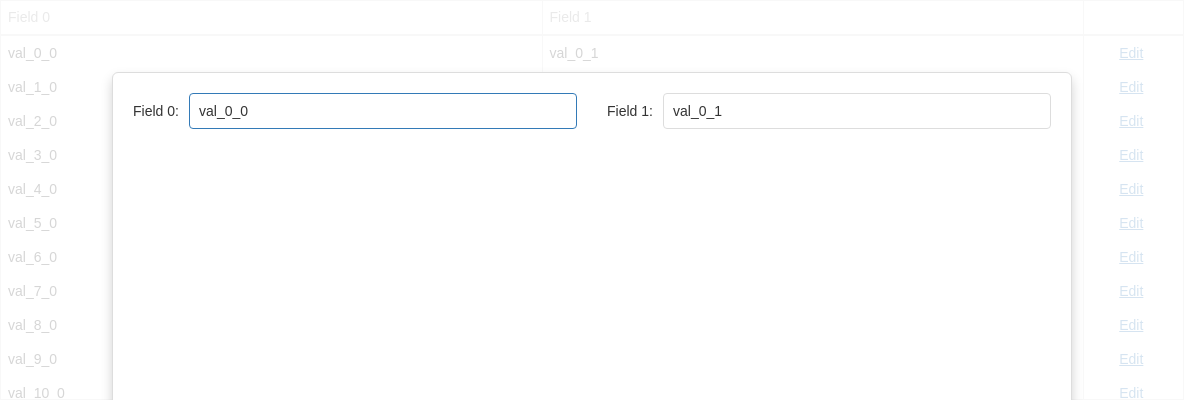 Field 0 Field 1
val_0_0 val_0_1 Edit
val_1_0 Edit
Field 0: val_0_0 Field 1: val_0_1
val_2_0 Edit
val_3_0 Edit
val_4_0 Edit
val_5_0 Edit
val_6_0 Edit
val_7_0 Edit
val_8_0 Edit
val_9_0 Edit
val_10_0 Edit